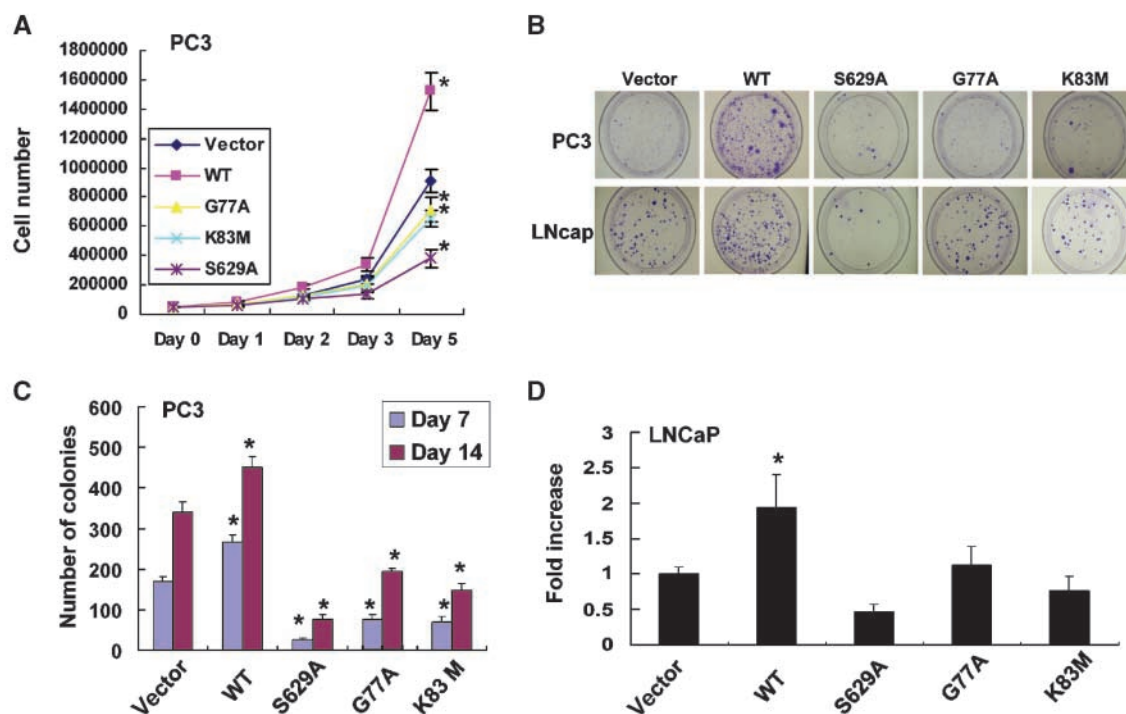 A
PC3
1800000
1600000
1400000
1200000
1000000
800000
600000
400000
200000
0
Cell number
Vector
WT
G77A
K83M
S629A
*
*
*
*
Day 0 Day 1 Day 2 Day 3 Day 5
B
Vector WT S629A G77A K83M
PC3
LNcap
C
PC3
600
500
400
300
200
100
0
Number of colonies
Day 7
Day 14
* * * * * * * *
Vector WT S629A G77A K83 M
D
LNCaP
3
2.5
2
1.5
1
0.5
0
Fold increase
*
Vector WT S629A G77A K83M